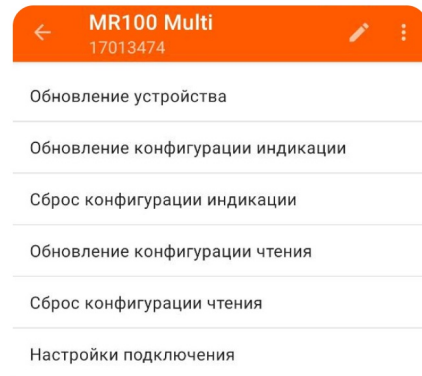 MR100 Multi
17013474
Обновление устройства
Обновление конфигурации индикации
Сброс конфигурации индикации
Обновление конфигурации чтения
Сброс конфигурации чтения
Настройки подключения